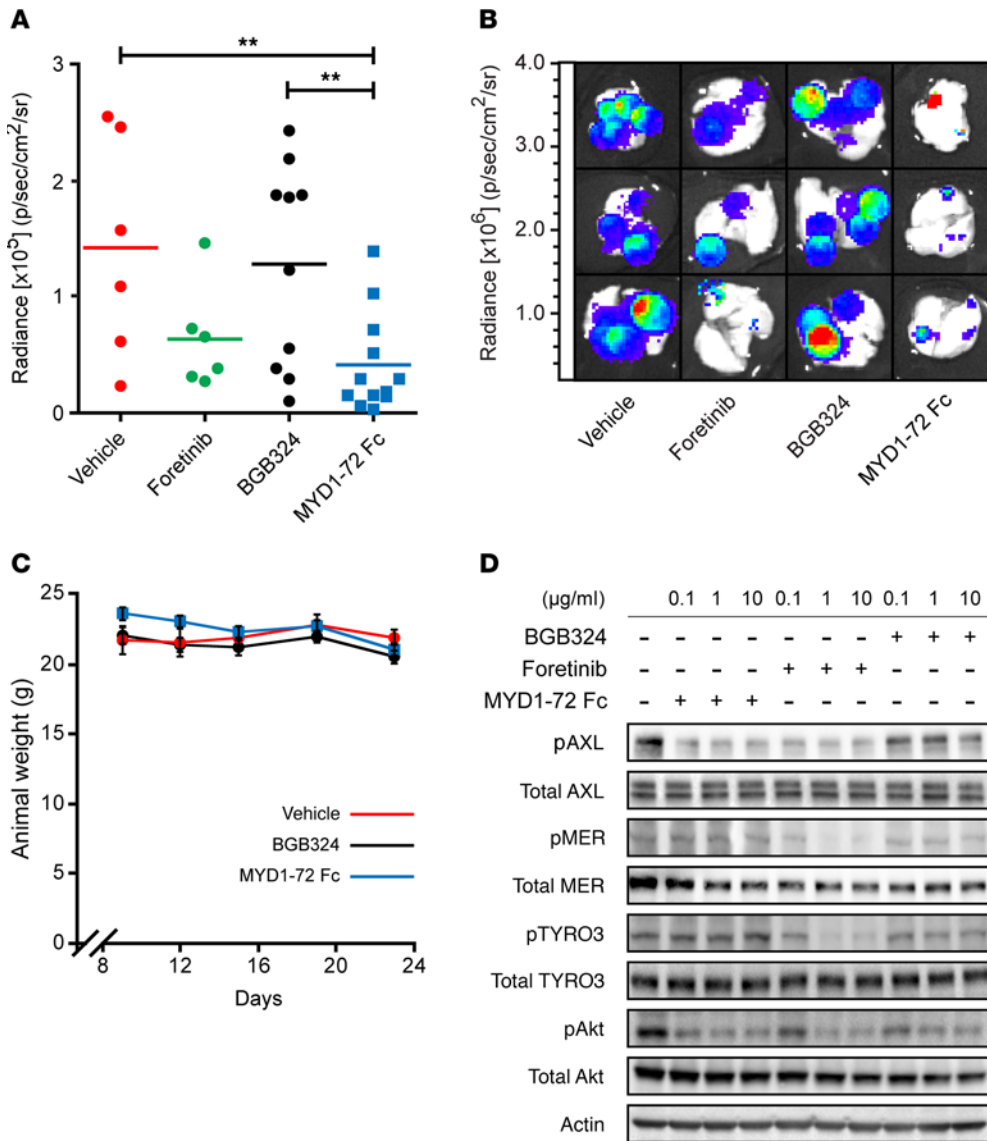 A
**
**
3
2
1
0
Radiance [x10⁵] (p/sec/cm²/sr)
Vehicle
Foretinib
BGB324
MYD1-72 Fc
B
4.0
3.0
2.0
1.0
Radiance [x10⁶] (p/sec/cm²/sr)
Vehicle
Foretinib
BGB324
MYD1-72 Fc
C
25
20
15
10
5
0
Animal weight (g)
Vehicle
BGB324
MYD1-72 Fc
8 12 16 20 24
Days
D
(µg/ml) 0.1 1 10 0.1 1 10 0.1 1 10
BGB324 – – – – – – – + + +
Foretinib – – – – + + + – – –
MYD1-72 Fc – + + + – – – – – –
pAXL
Total AXL
pMER
Total MER
pTYRO3
Total TYRO3
pAkt
Total Akt
Actin